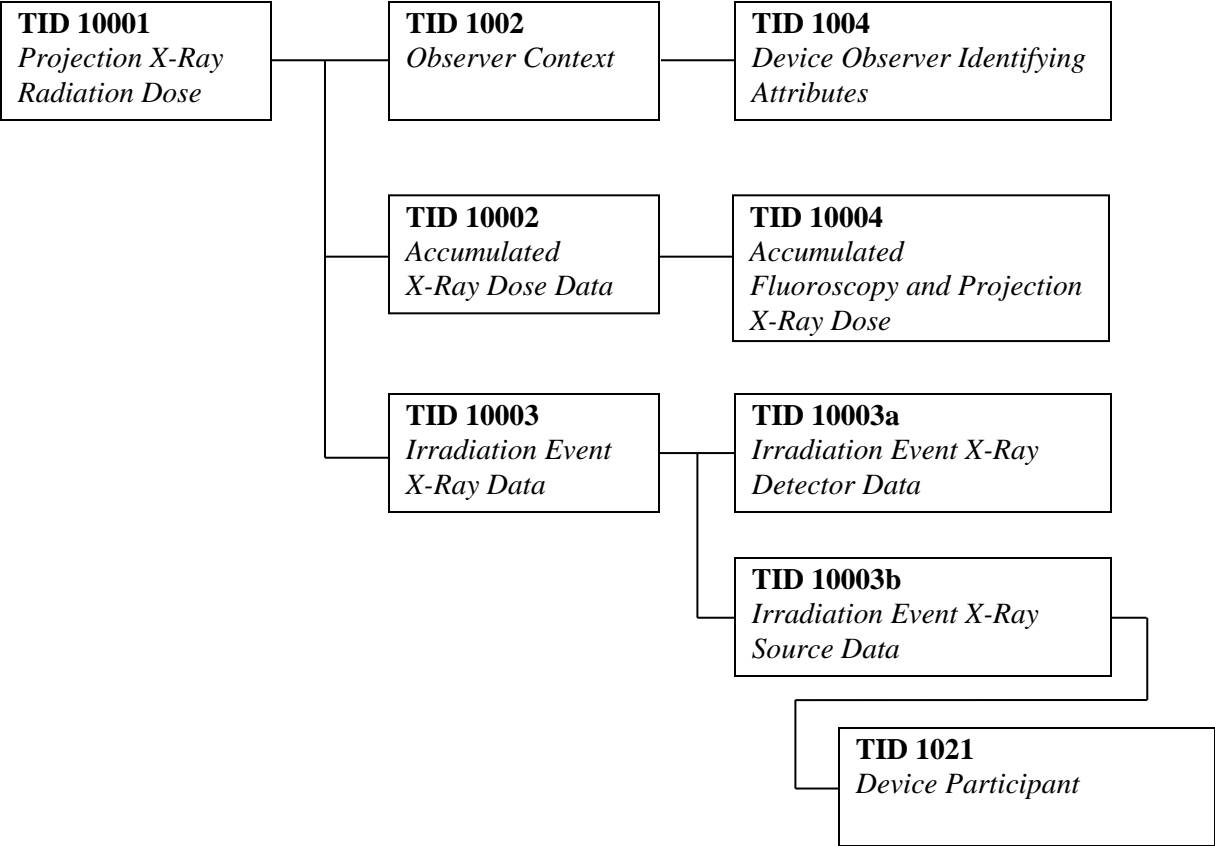 TID 10001
Projection X-Ray
Radiation Dose
TID 1002
Observer Context
TID 1004
Device Observer Identifying
Attributes
TID 10002
Accumulated
X-Ray Dose Data
TID 10004
Accumulated
Fluoroscopy and Projection
X-Ray Dose
TID 10003
Irradiation Event
X-Ray Data
TID 10003a
Irradiation Event X-Ray
Detector Data
TID 10003b
Irradiation Event X-Ray
Source Data
TID 1021
Device Participant